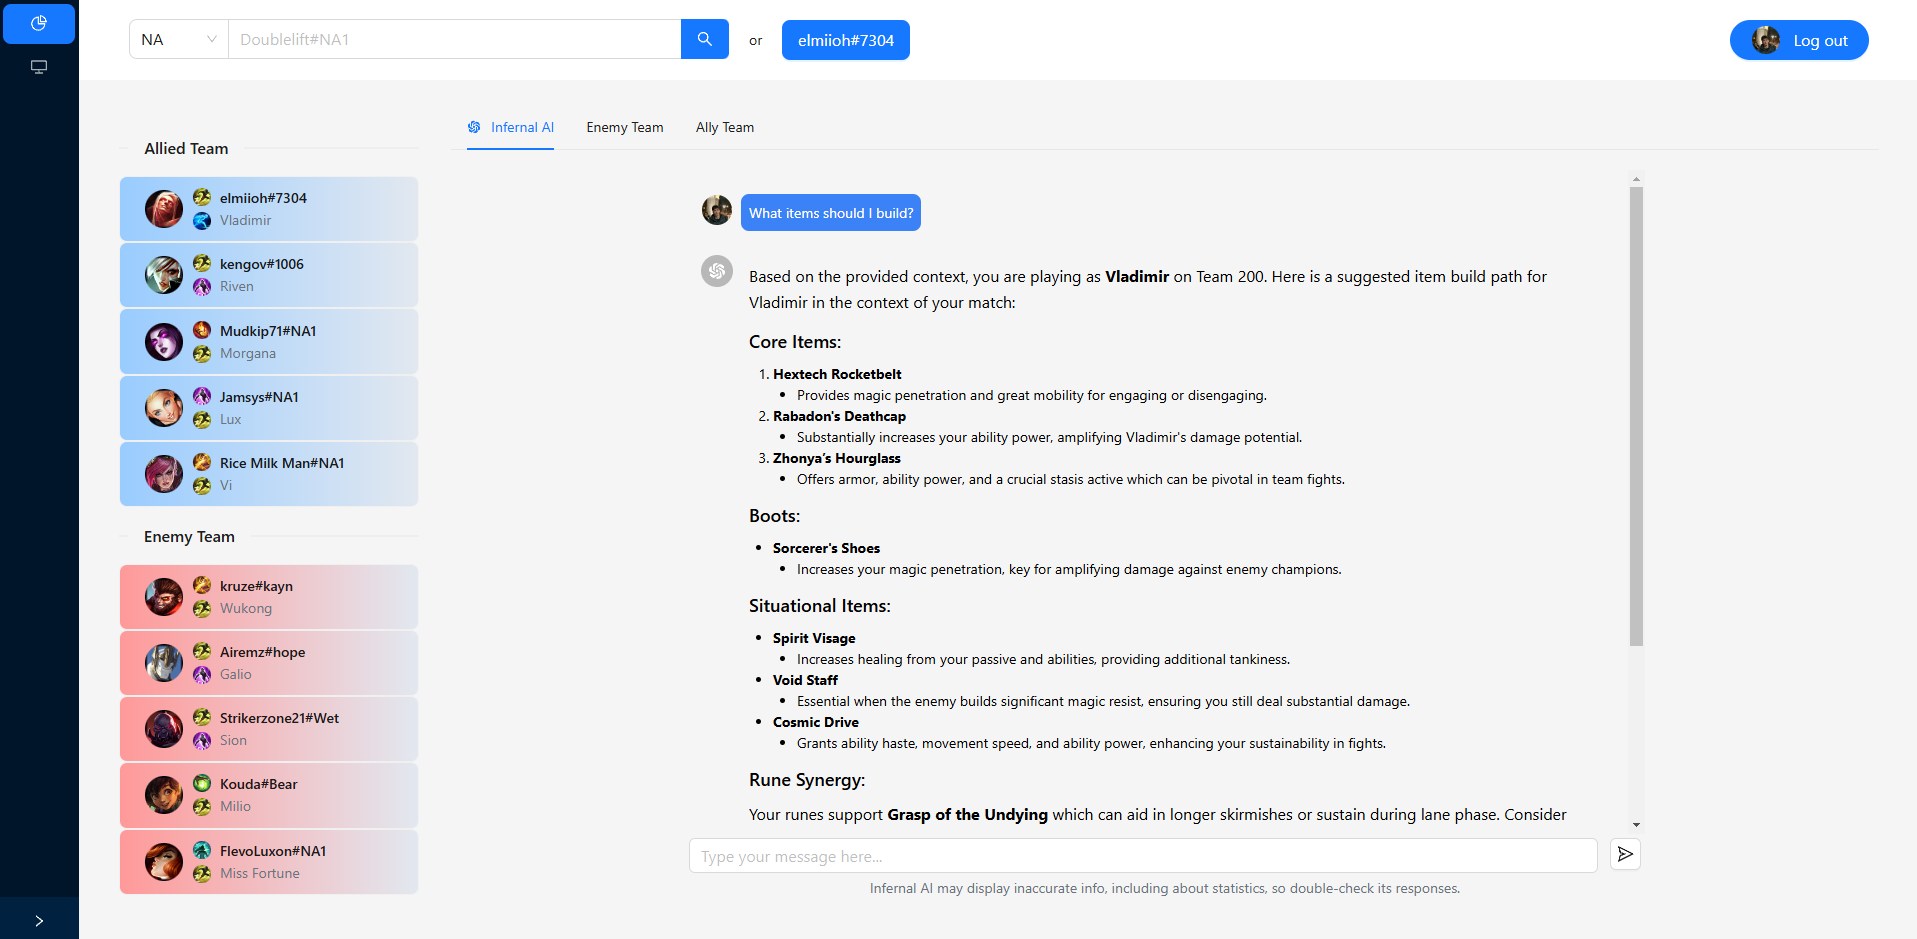 NA
Doublelift#NA1
or
elmiioh#7304
Log out
Allied Team
elmiioh#7304
Vladimir
kengov#1006
Riven
Mudkip71#NA1
Morgana
Jamsys#NA1
Lux
Rice Milk Man#NA1
Vi
Enemy Team
kruze#kayn
Wukong
Airemz#hope
Galio
Strikerzone21#Wet
Sion
Kouda#Bear
Milio
FlevoLuxon#NA1
Miss Fortune
Infernal AI
Enemy Team
Ally Team
What items should I build?
Based on the provided context, you are playing as Vladimir on Team 200. Here is a suggested item build path for
Vladimir in the context of your match:
Core Items:
1. Hextech Rocketbelt
• Provides magic penetration and great mobility for engaging or disengaging.
2. Rabadon's Deathcap
• Substantially increases your ability power, amplifying Vladimir's damage potential.
3. Zhonya's Hourglass
• Offers armor, ability power, and a crucial stasis active which can be pivotal in team fights.
Boots:
• Sorcerer's Shoes
• Increases your magic penetration, key for amplifying damage against enemy champions.
Situational Items:
• Spirit Visage
• Increases healing from your passive and abilities, providing additional tankiness.
• Void Staff
• Essential when the enemy builds significant magic resist, ensuring you still deal substantial damage.
• Cosmic Drive
• Grants ability haste, movement speed, and ability power, enhancing your sustainability in fights.
Rune Synergy:
Your runes support Grasp of the Undying which can aid in longer skirmishes or sustain during lane phase. Consider
Type your message here...
Infernal AI may display inaccurate info, including about statistics, so double-check its responses.